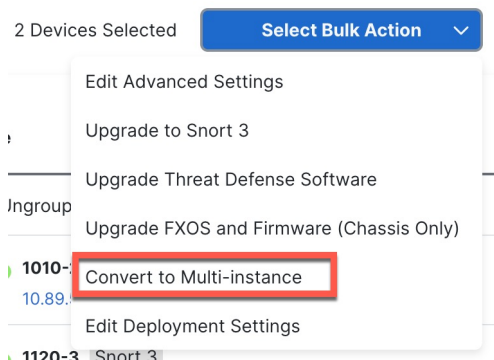 2 Devices Selected
Select Bulk Action
Edit Advanced Settings
Upgrade to Snort 3
Upgrade Threat Defense Software
Ungroup
Upgrade FXOS and Firmware (Chassis Only)
1010-
Convert to Multi-instance
10.89.
Edit Deployment Settings
1120-3 Snort 3